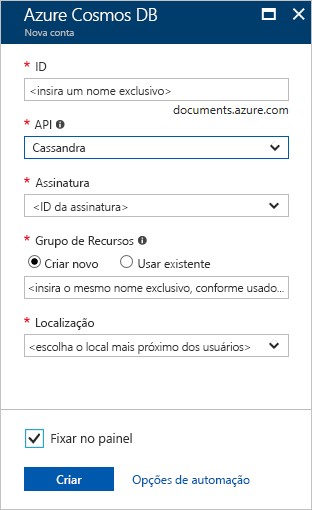 Azure Cosmos DB
Nova conta
* ID
<insira um nome exclusivo>
documents.azure.com
* API
Cassandra
* Assinatura
<ID da assinatura>
* Grupo de Recursos
Criar novo Usar existente
<insira o mesmo nome exclusivo, conforme usado...
* Localização
<escolha o local mais próximo dos usuários>
Fixar no painel
Criar Opções de automação